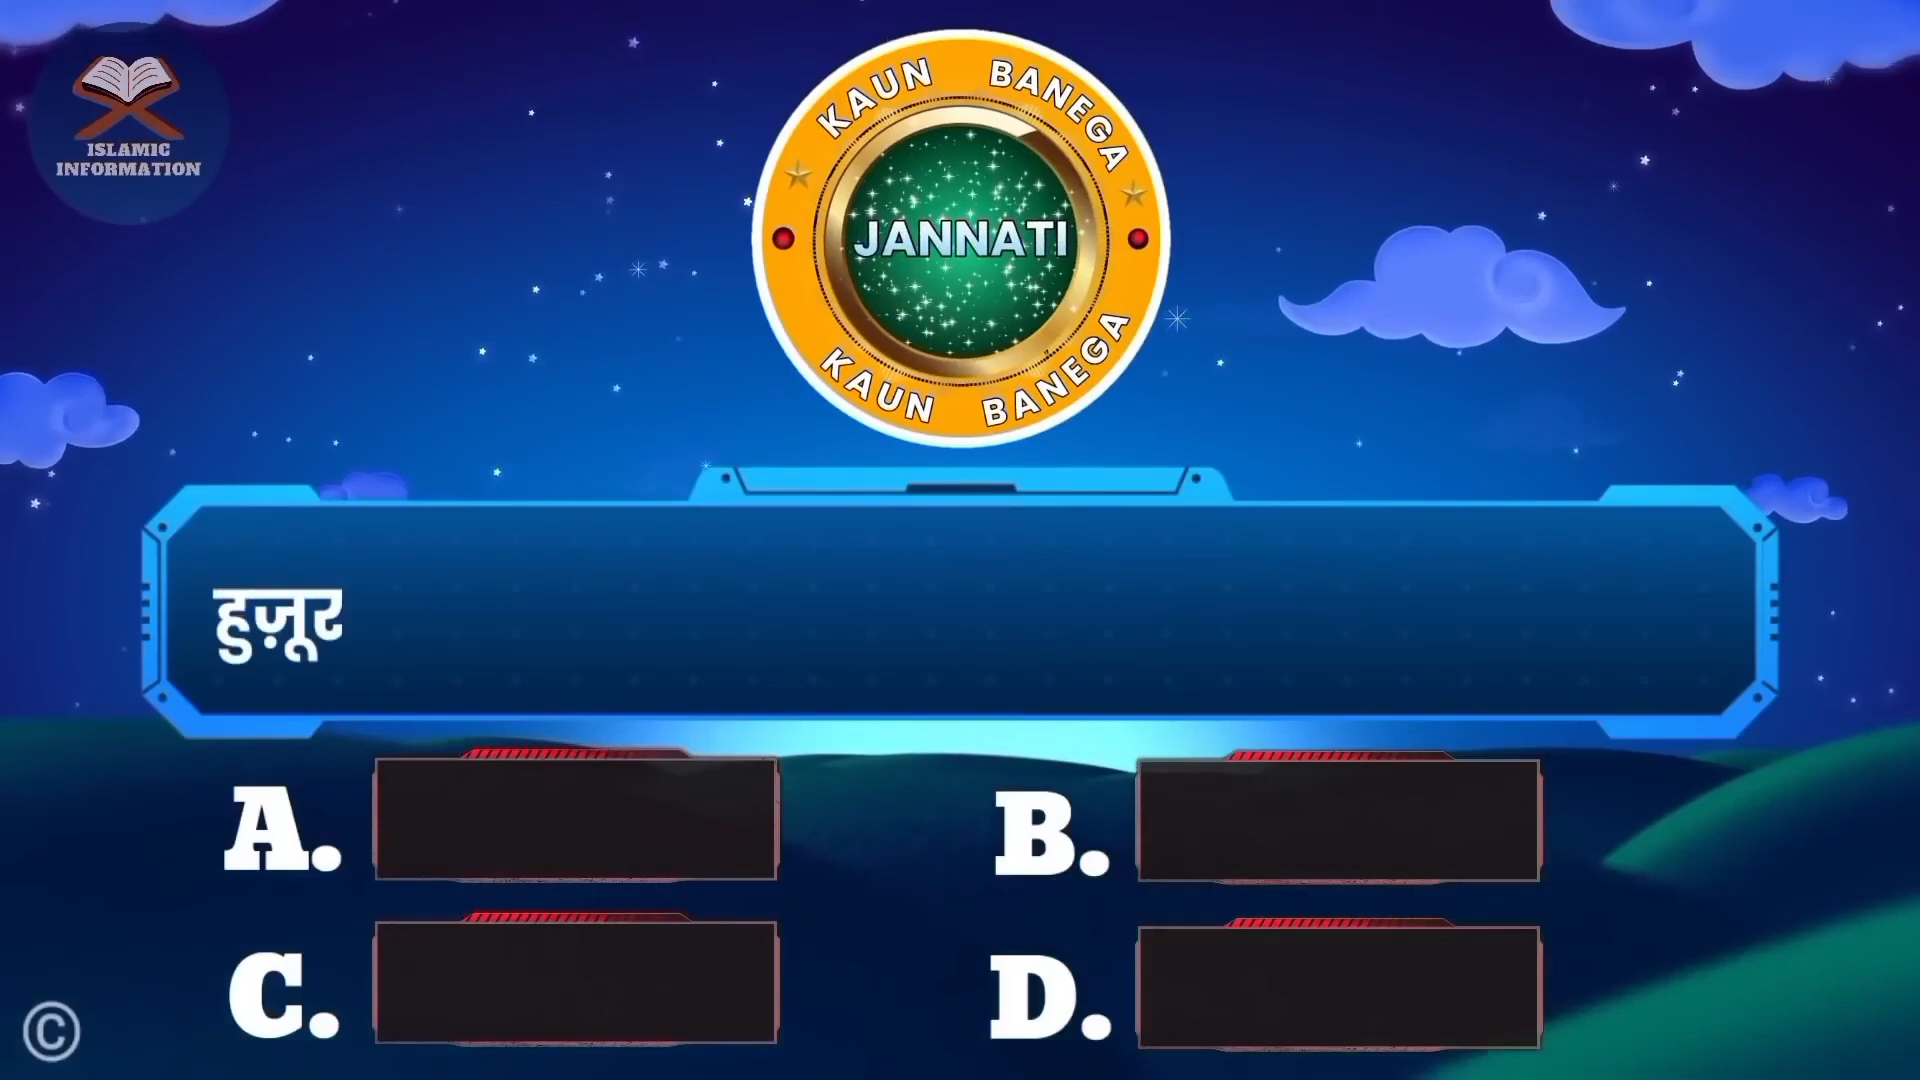 ISLAMIC
INFORMATION
KAUN BANEGA
JANNATI
KAUN BANEGA
हुज़ूर
A.
B.
C.
D.
©